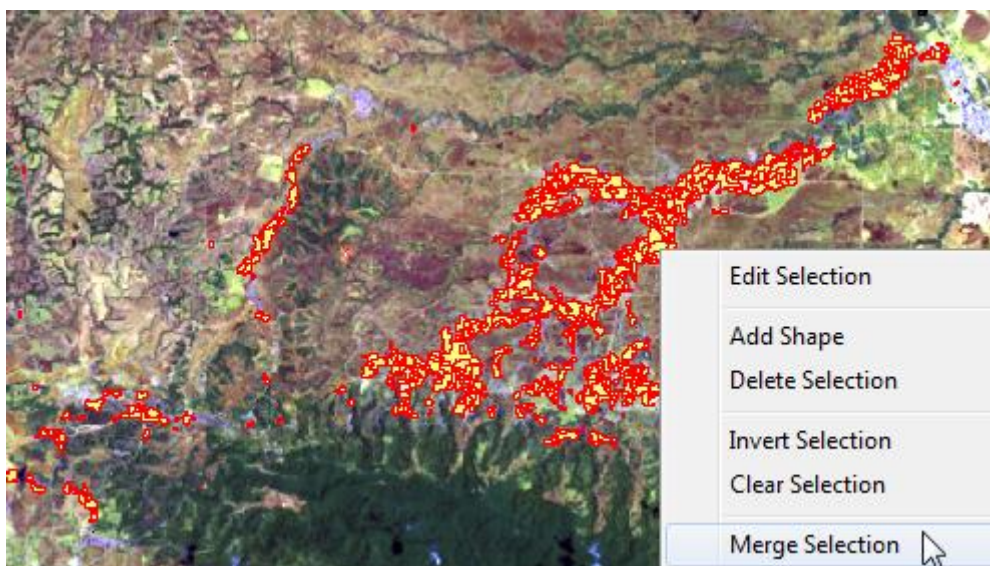 Edit Selection
Add Shape
Delete Selection
Invert Selection
Clear Selection
Merge Selection